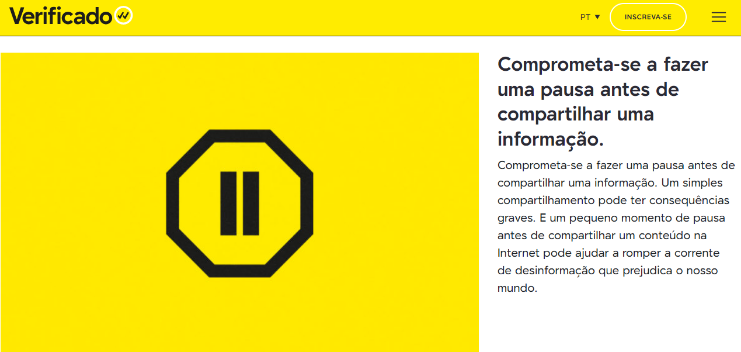 Verificado
PT ▼
INSCREVA-SE
Comprometa-se a fazer
uma pausa antes de
compartilhar uma
informação.
Comprometa-se a fazer uma pausa antes de
compartilhar uma informação. Um simples
compartilhamento pode ter consequências
graves. E um pequeno momento de pausa
antes de compartilhar um conteúdo na
Internet pode ajudar a romper a corrente
de desinformação que prejudica o nosso
mundo.